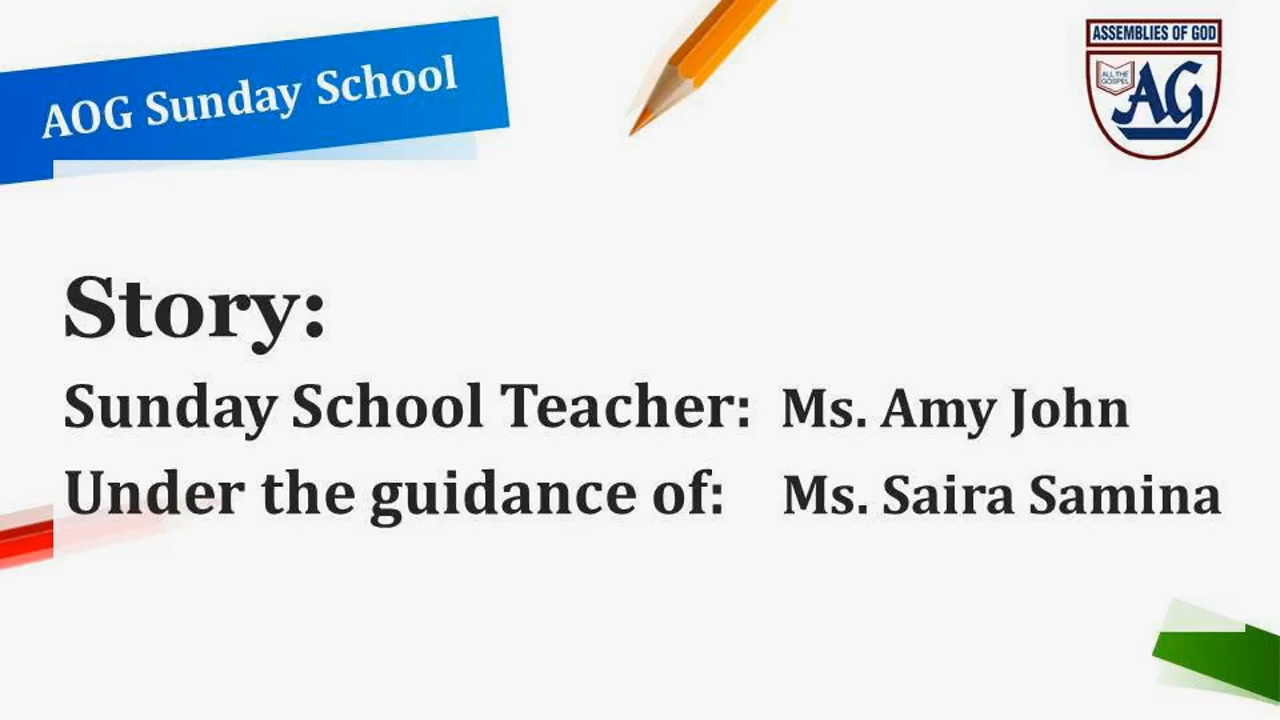 AOG Sunday School
ASSEMBLIES OF GOD
ALL THE
GOSPEL
AG
Story:
Sunday School Teacher: Ms. Amy John
Under the guidance of: Ms. Saira Samina